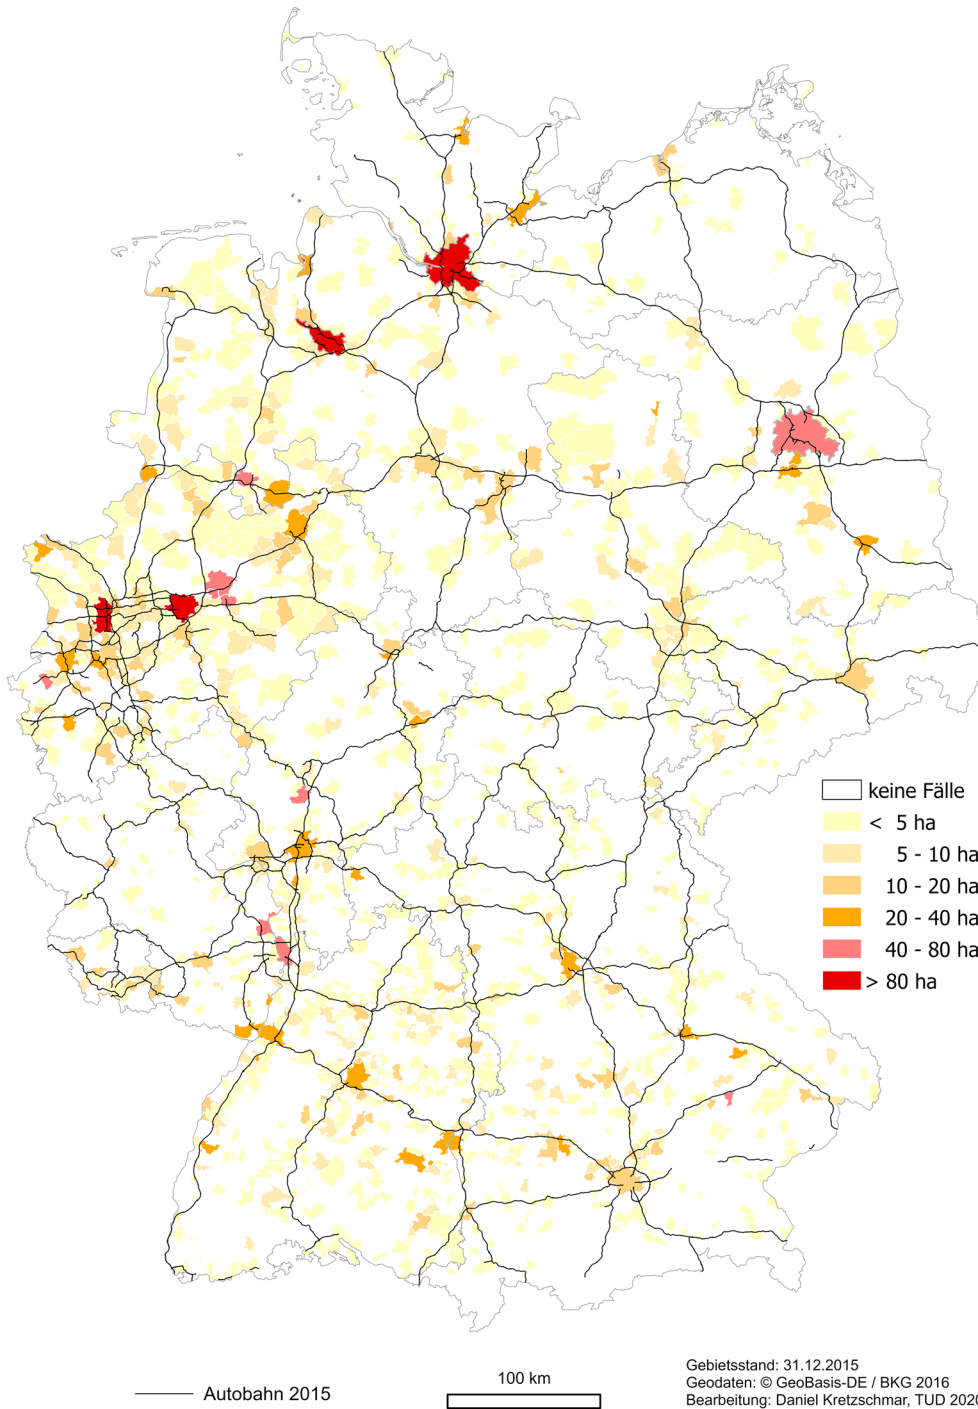 keine Fälle
< 5 ha
5 - 10 ha
10 - 20 ha
20 - 40 ha
40 - 80 ha
> 80 ha
Autobahn 2015
100 km
Gebietsstand: 31.12.2015
Geodaten: © GeoBasis-DE / BKG 2016
Bearbeitung: Daniel Kretzschmar, TUD 2020